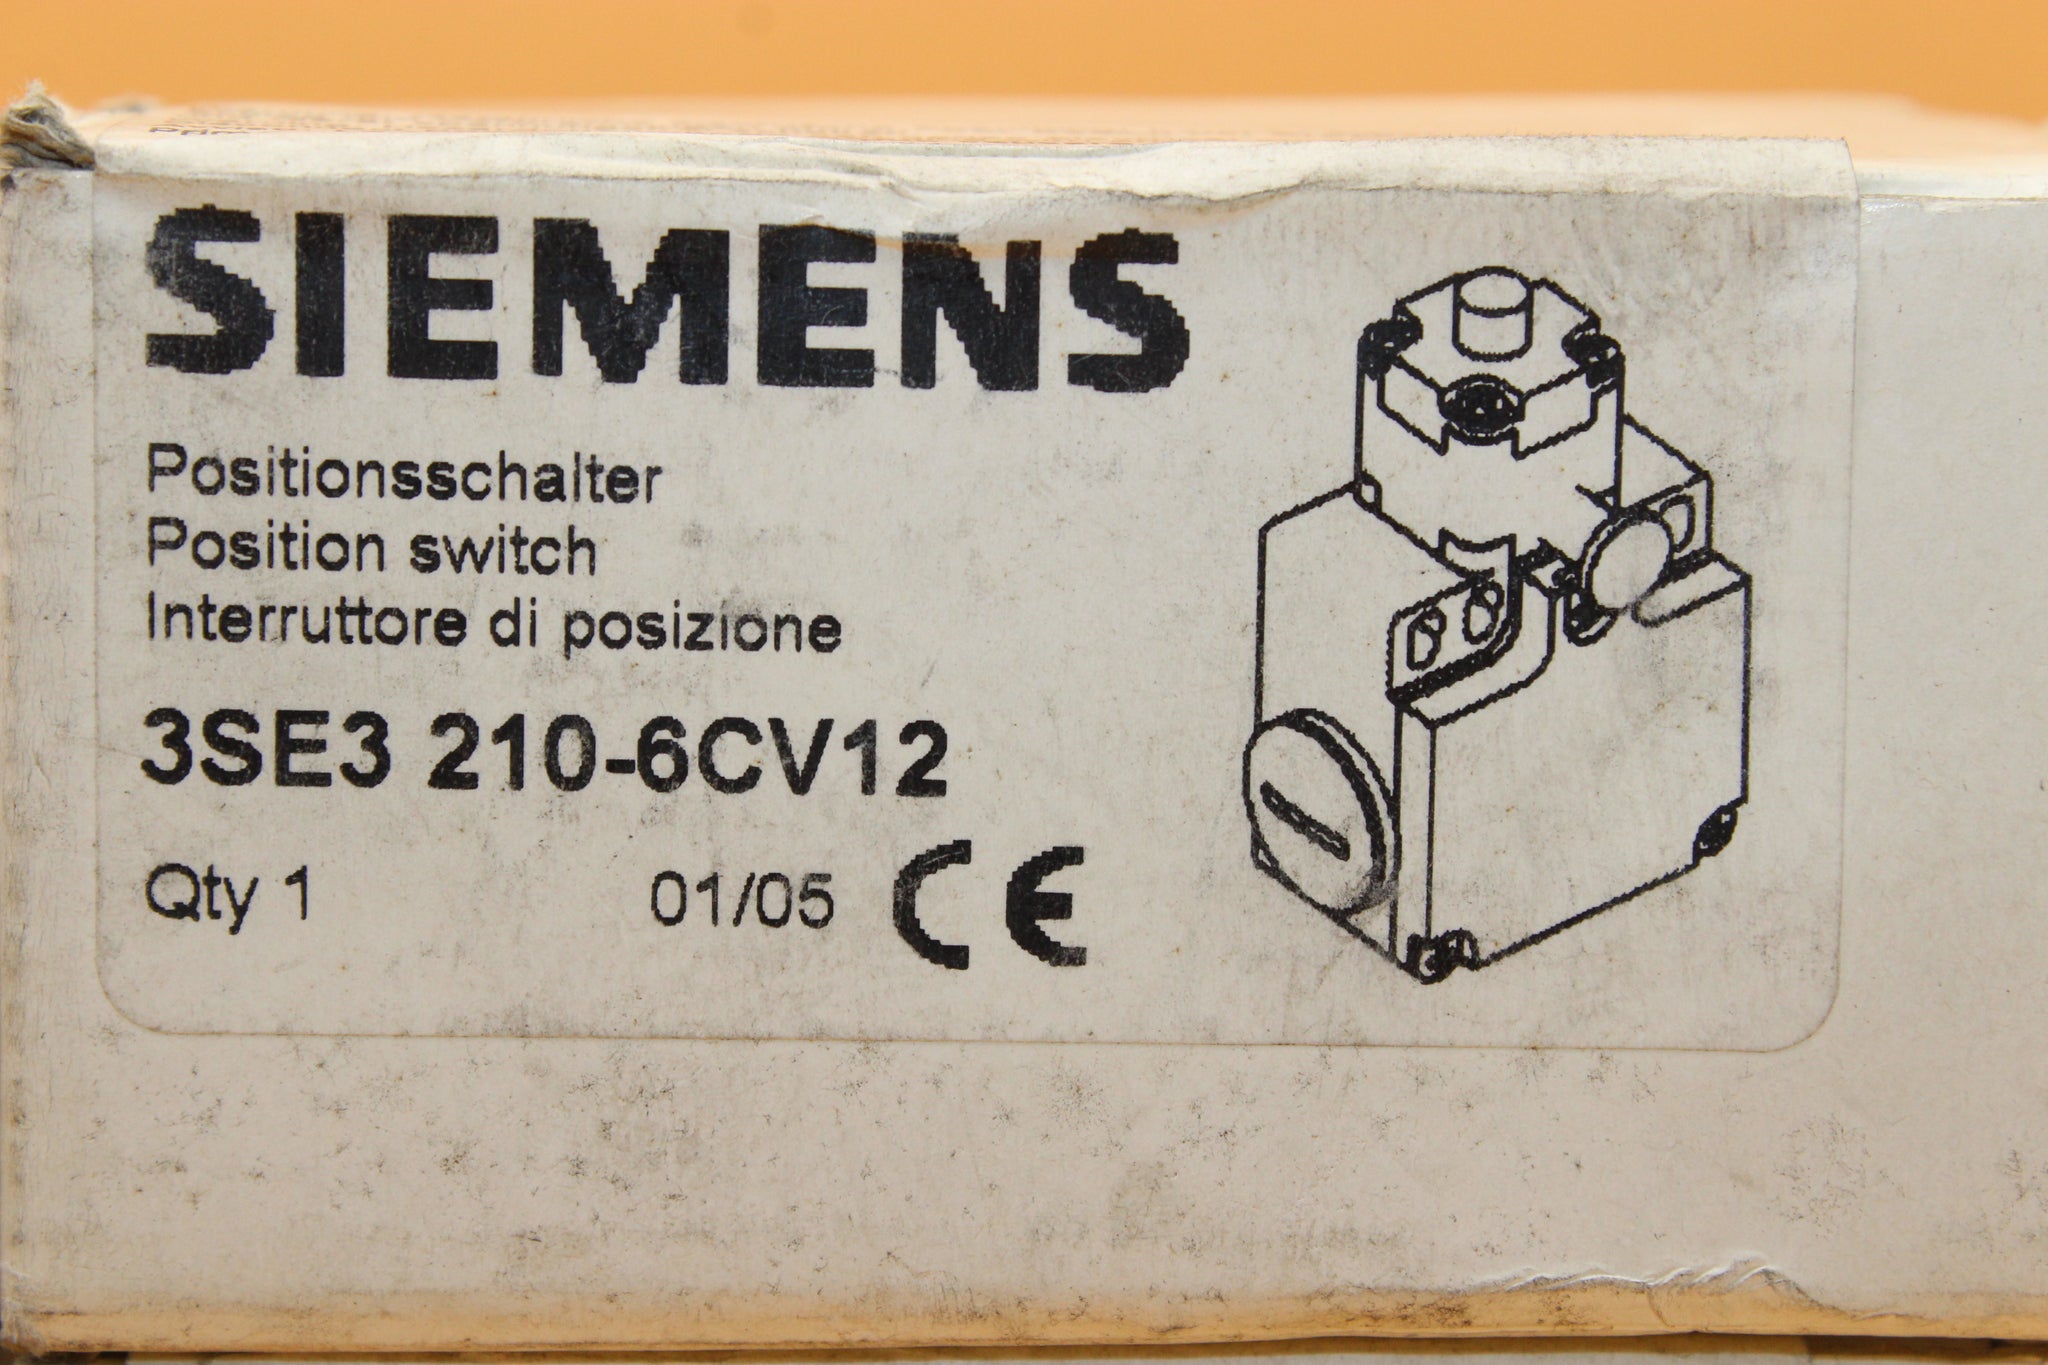 SIEMENS
Positionsschalter
Position switch
Interruttore di posizione
3SE3 210-6CV12
Qty 1 01/05 CE